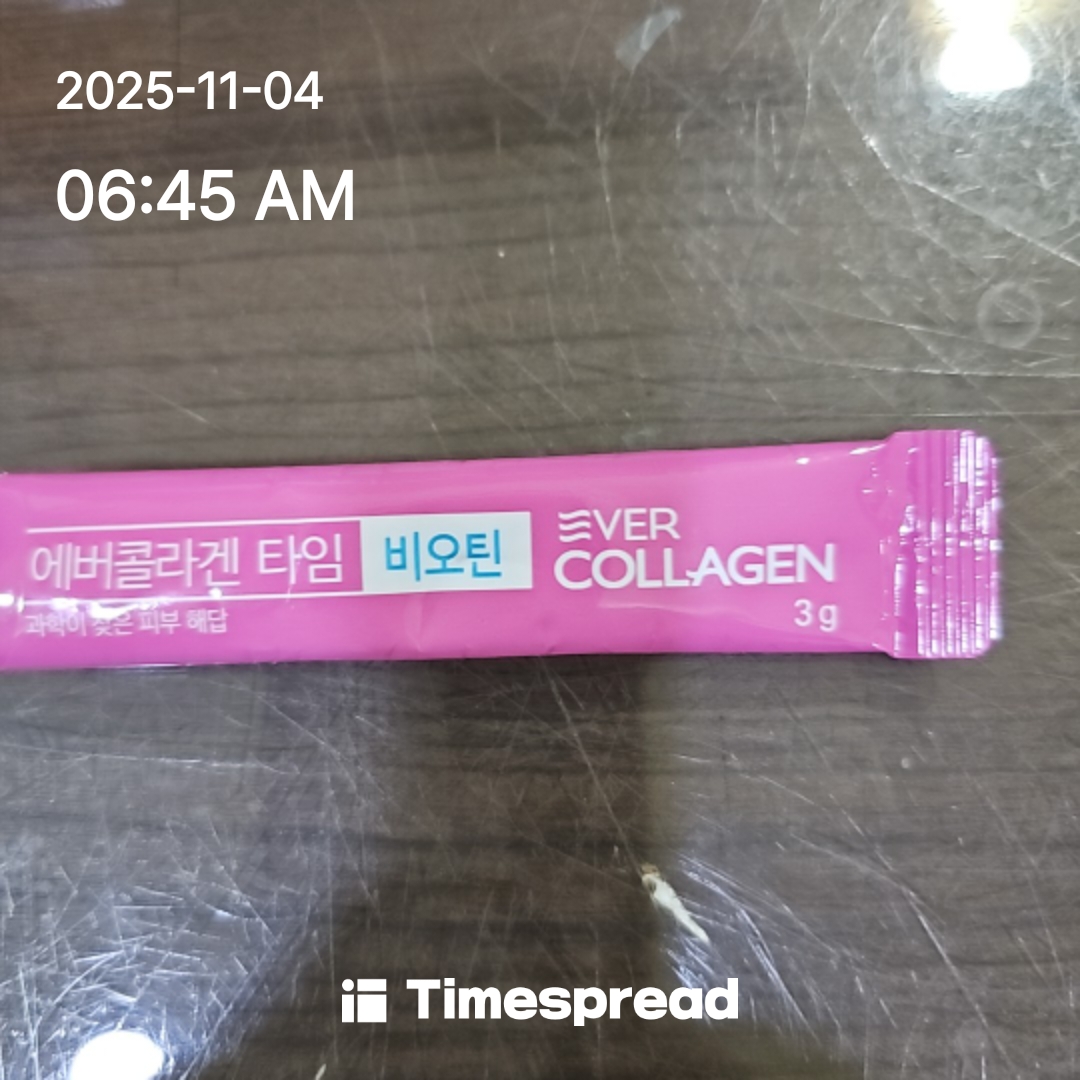 2025-11-04
06:45 AM
에버콜라겐 타임 비오틴
과학이 찾은 피부 해답
EVER
COLLAGEN
3g
Timespread